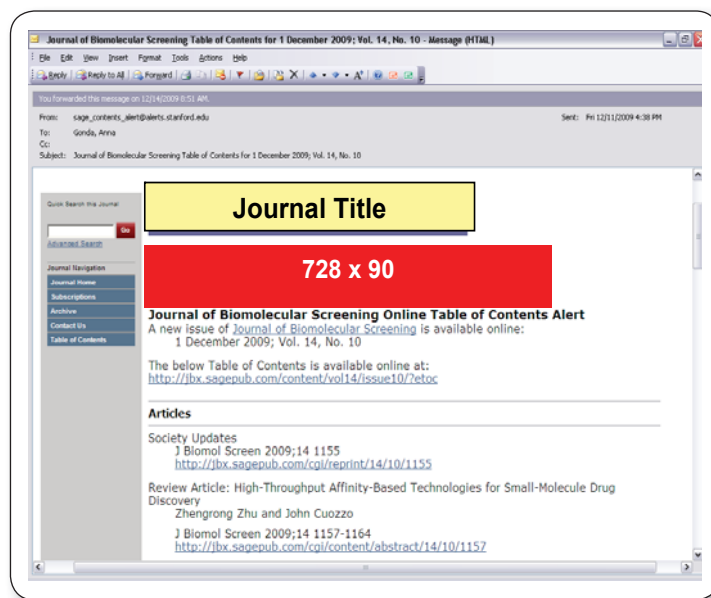 Journal of Biomolecular Screening Table of Contents for 1 December 2009; Vol. 14, No. 10 - Message (HTML)
File Edit View Insert Format Tools Actions Help
Reply Reply to All Forward
You forwarded this message on 12/14/2009 8:51 AM.
From: sage_contents_alert@alerts.stanford.edu Sent: Fri 12/11/2009 4:38 PM
To: Gonda, Anna
Cc:
Subject: Journal of Biomolecular Screening Table of Contents for 1 December 2009; Vol. 14, No. 10
Quick Search this Journal
Go
Advanced Search
Journal Navigation
Journal Home
Subscriptions
Archive
Contact Us
Table of Contents
Journal Title
728 x 90
Journal of Biomolecular Screening Online Table of Contents Alert
A new issue of Journal of Biomolecular Screening is available online:
1 December 2009; Vol. 14, No. 10
The below Table of Contents is available online at:
http://jbx.sagepub.com/content/vol14/issue10/?etoc
Articles
Society Updates
J Biomol Screen 2009;14 1155
http://jbx.sagepub.com/cgi/reprint/14/10/1155
Review Article: High-Throughput Affinity-Based Technologies for Small-Molecule Drug
Discovery
Zhengrong Zhu and John Cuozzo
J Biomol Screen 2009;14 1157-1164
http://jbx.sagepub.com/cgi/content/abstract/14/10/1157